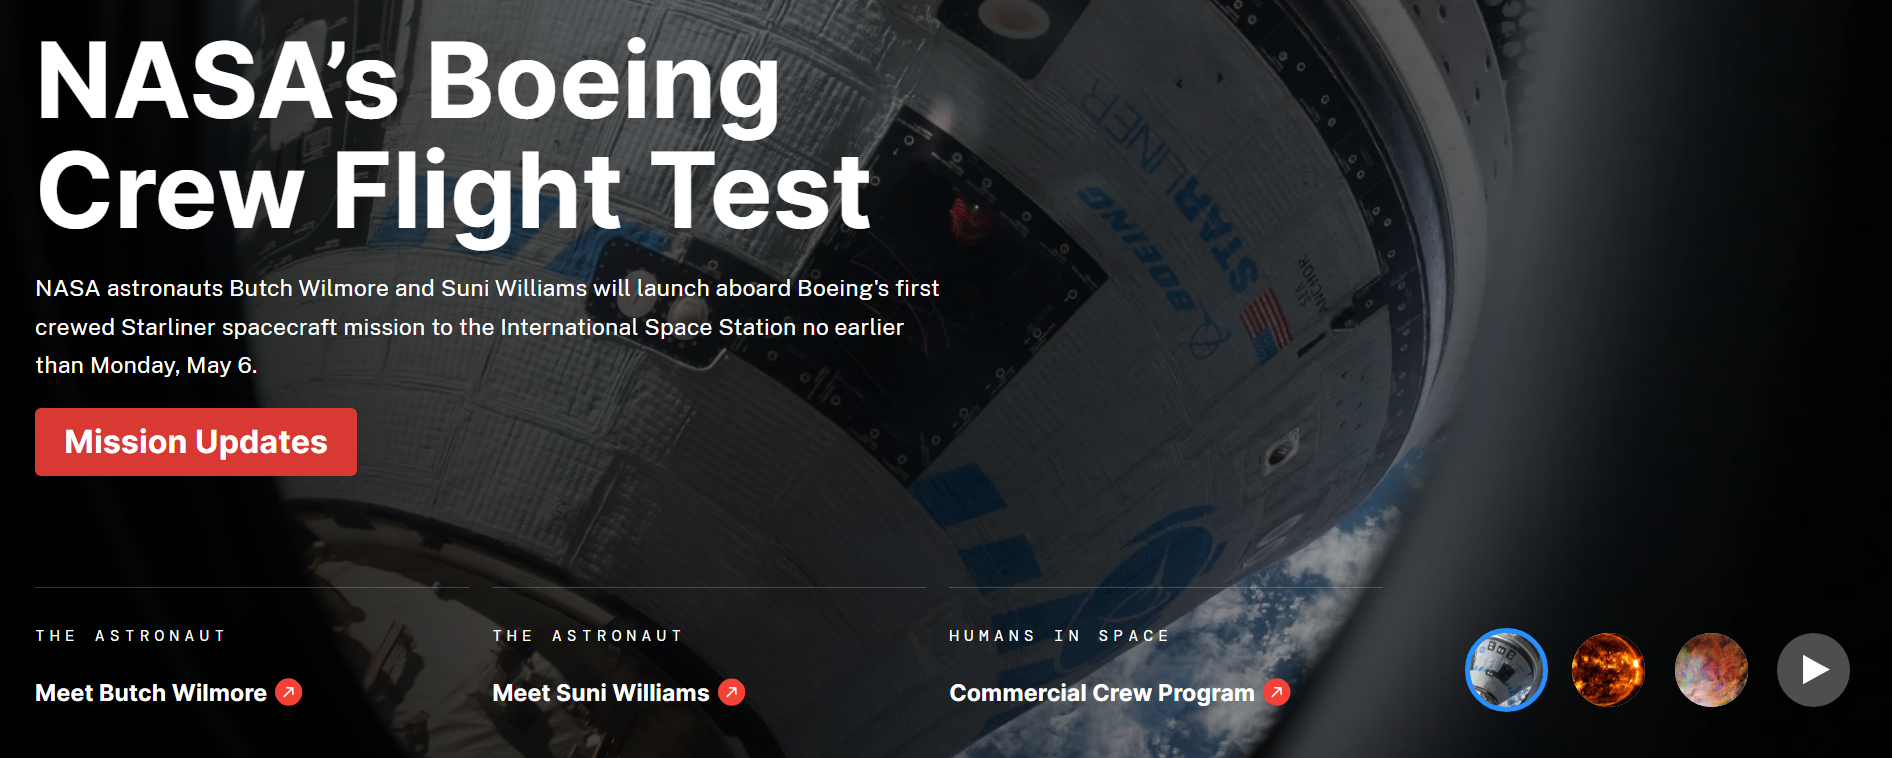 NASA’s Boeing
Crew Flight Test
NASA astronauts Butch Wilmore and Suni Williams will launch aboard Boeing's first
crewed Starliner spacecraft mission to the International Space Station no earlier
than Monday, May 6.
Mission Updates
STARLINER
BOEING
SEA
ANCHOR
THE ASTRONAUT
Meet Butch Wilmore
THE ASTRONAUT
Meet Suni Williams
HUMANS IN SPACE
Commercial Crew Program